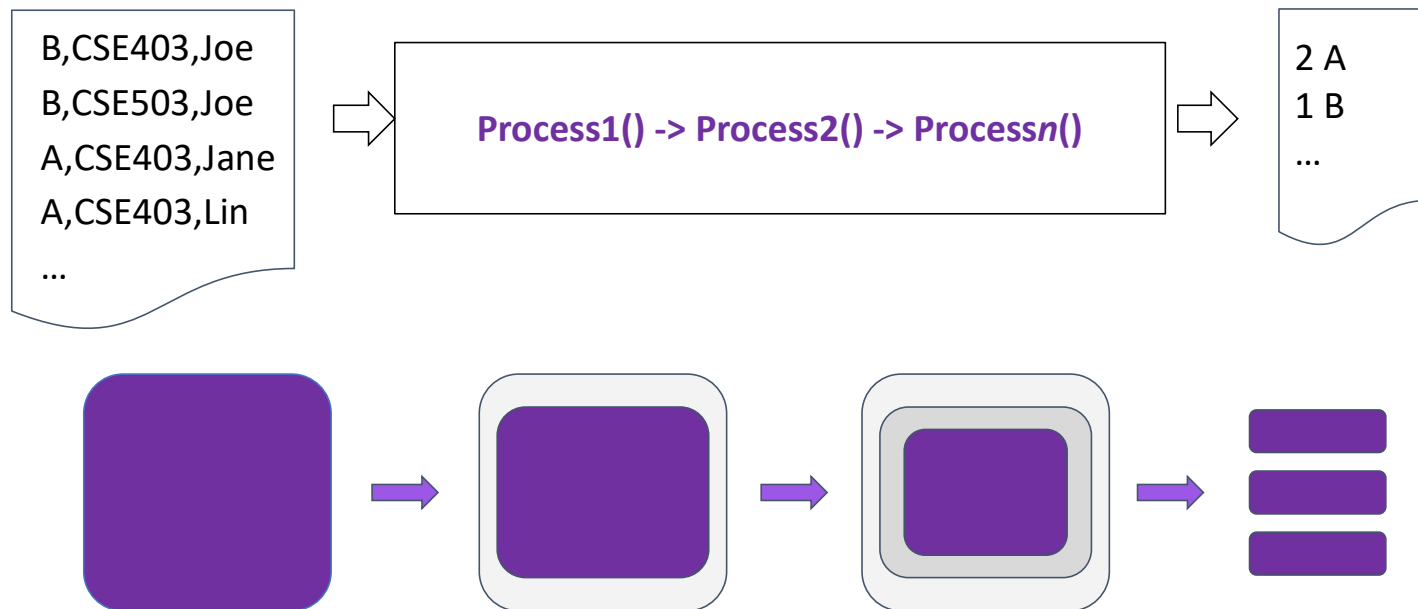 B,CSE403,Joe
B,CSE503,Joe
A,CSE403,Jane
A,CSE403,Lin
...
Process1() -> Process2() -> Processn()
2 A
1 B
...